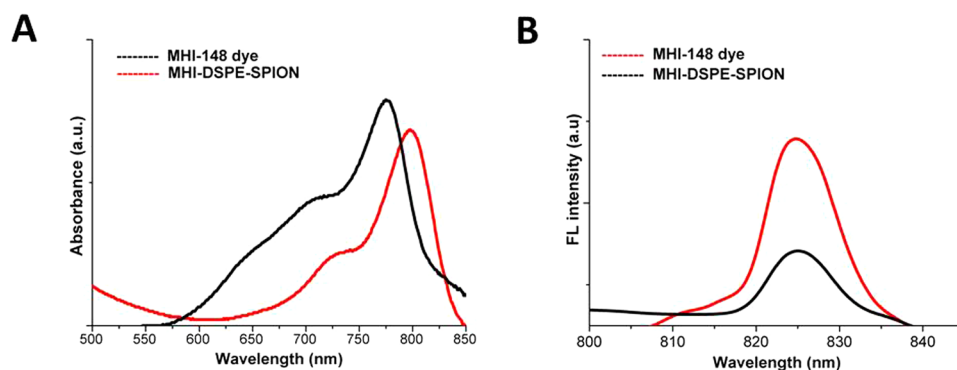 A
MHI-148 dye
MHI-DSPE-SPION
Absorbance (a.u.)
500 550 600 650 700 750 800 850
Wavelength (nm)
B
MHI-148 dye
MHI-DSPE-SPION
FL intensity (a.u)
800 810 820 830 840
Wavelength (nm)